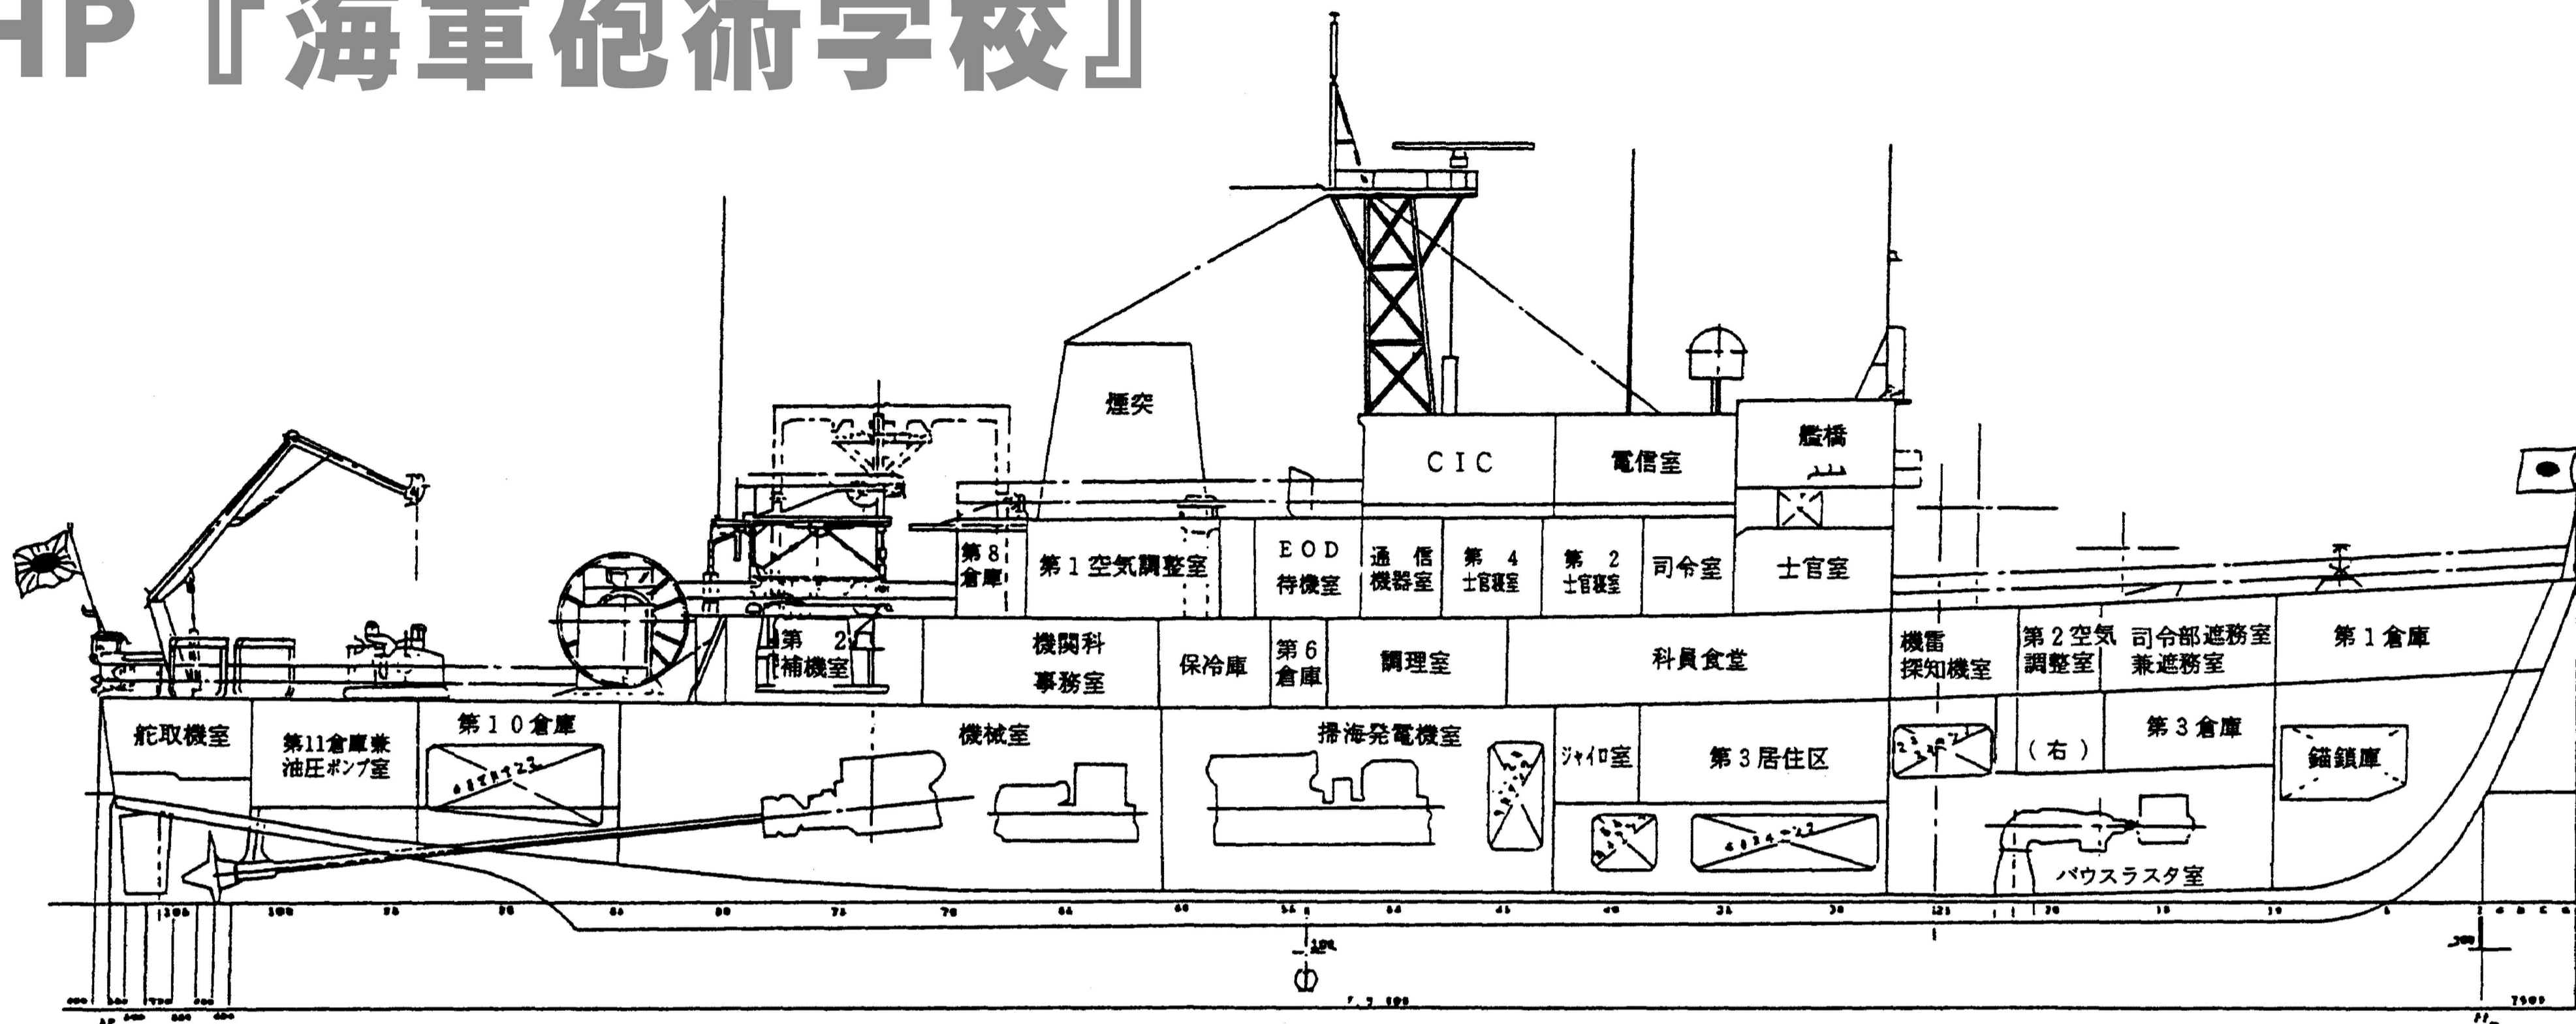 HP『海軍砲術学校』
煙突
艦橋
CIC
電信室
第8
倉庫
第1空気調整室
EOD
待機室
通信
機器室
第4
士官寝室
第2
士官寝室
司令室
士官室
第2
補機室
機関科
事務室
保冷庫
第6
倉庫
調理室
科員食堂
機雷
探知機室
第2空気
調整室
司令部遮務室
兼遮務室
第1倉庫
舵取機室
第11倉庫兼
油圧ポンプ室
第10倉庫
機械室
掃海発電機室
ジャイロ室
第3居住区
(右)
第3倉庫
錨鎖庫
バウスラスタ室